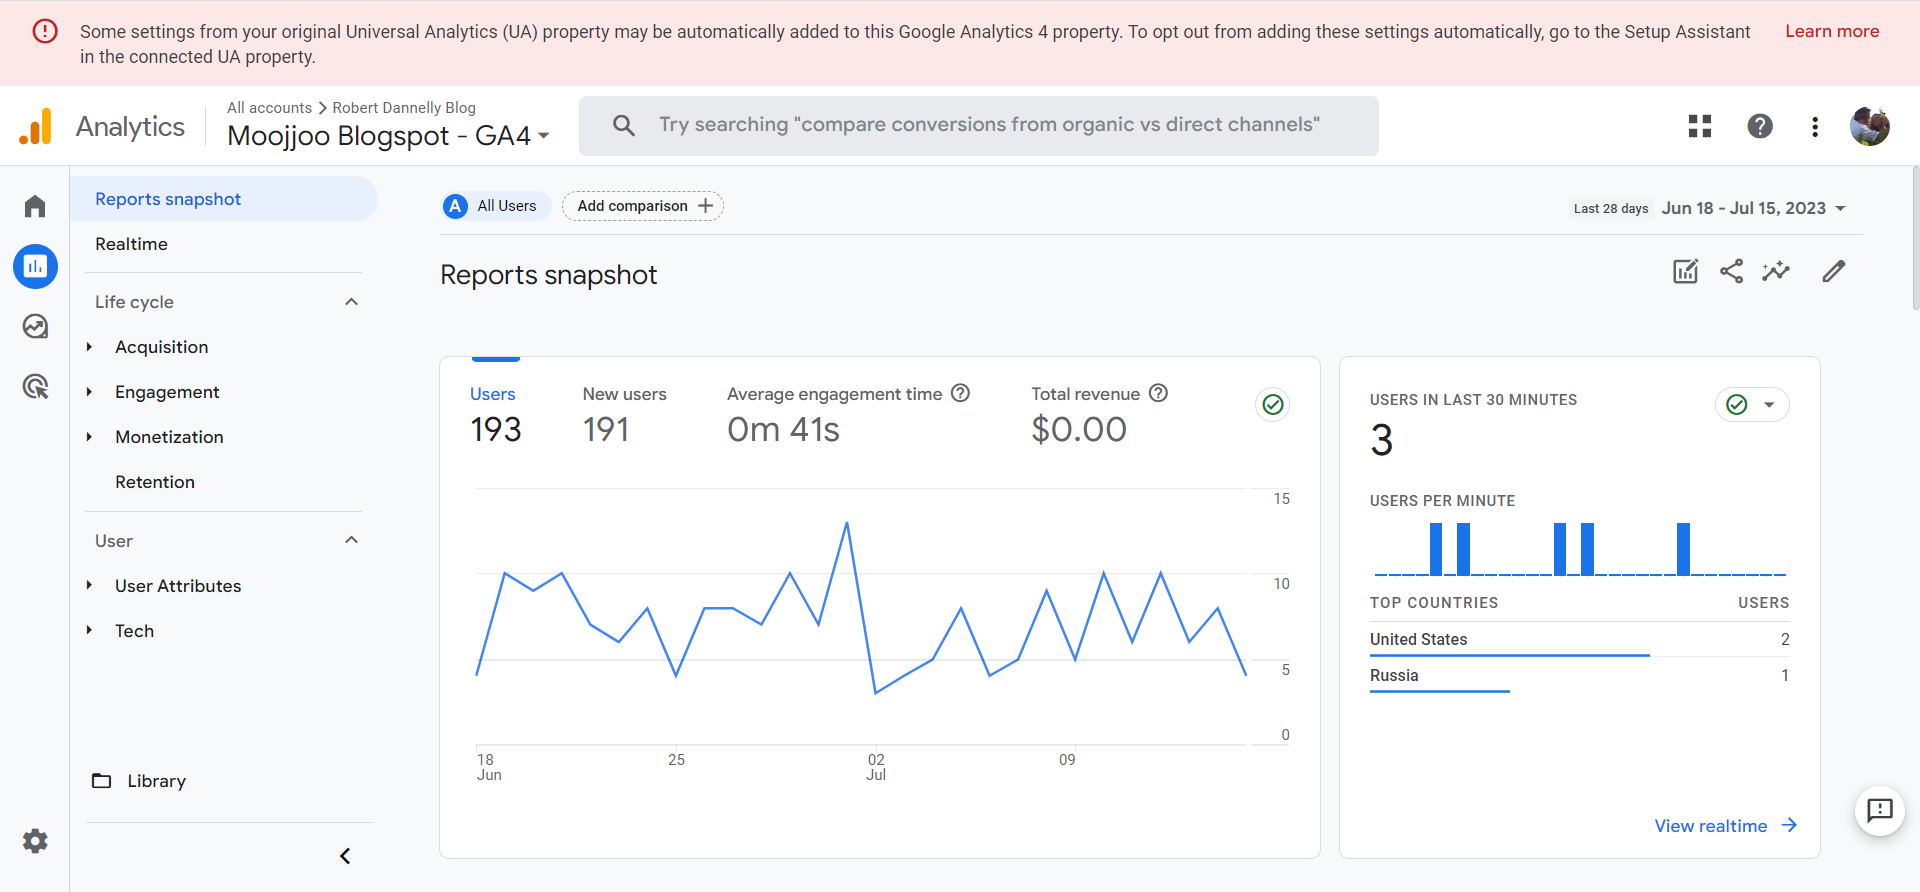 Some settings from your original Universal Analytics (UA) property may be automatically added to this Google Analytics 4 property. To opt out from adding these settings automatically, go to the Setup Assistant
in the connected UA property.
Learn more
Analytics
All accounts > Robert Dannelly Blog
Moojjoo Blogspot - GA4
Try searching "compare conversions from organic vs direct channels"
Reports snapshot
Realtime
Life cycle
Acquisition
Engagement
Monetization
Retention
User
User Attributes
Tech
Library
A All Users
Add comparison +
Last 28 days Jun 18 - Jul 15, 2023
Reports snapshot
Users
193
New users
191
Average engagement time
0m 41s
Total revenue
$0.00
15
10
5
0
18
Jun
25
02
Jul
09
USERS IN LAST 30 MINUTES
3
USERS PER MINUTE
TOP COUNTRIES USERS
United States 2
Russia 1
View realtime